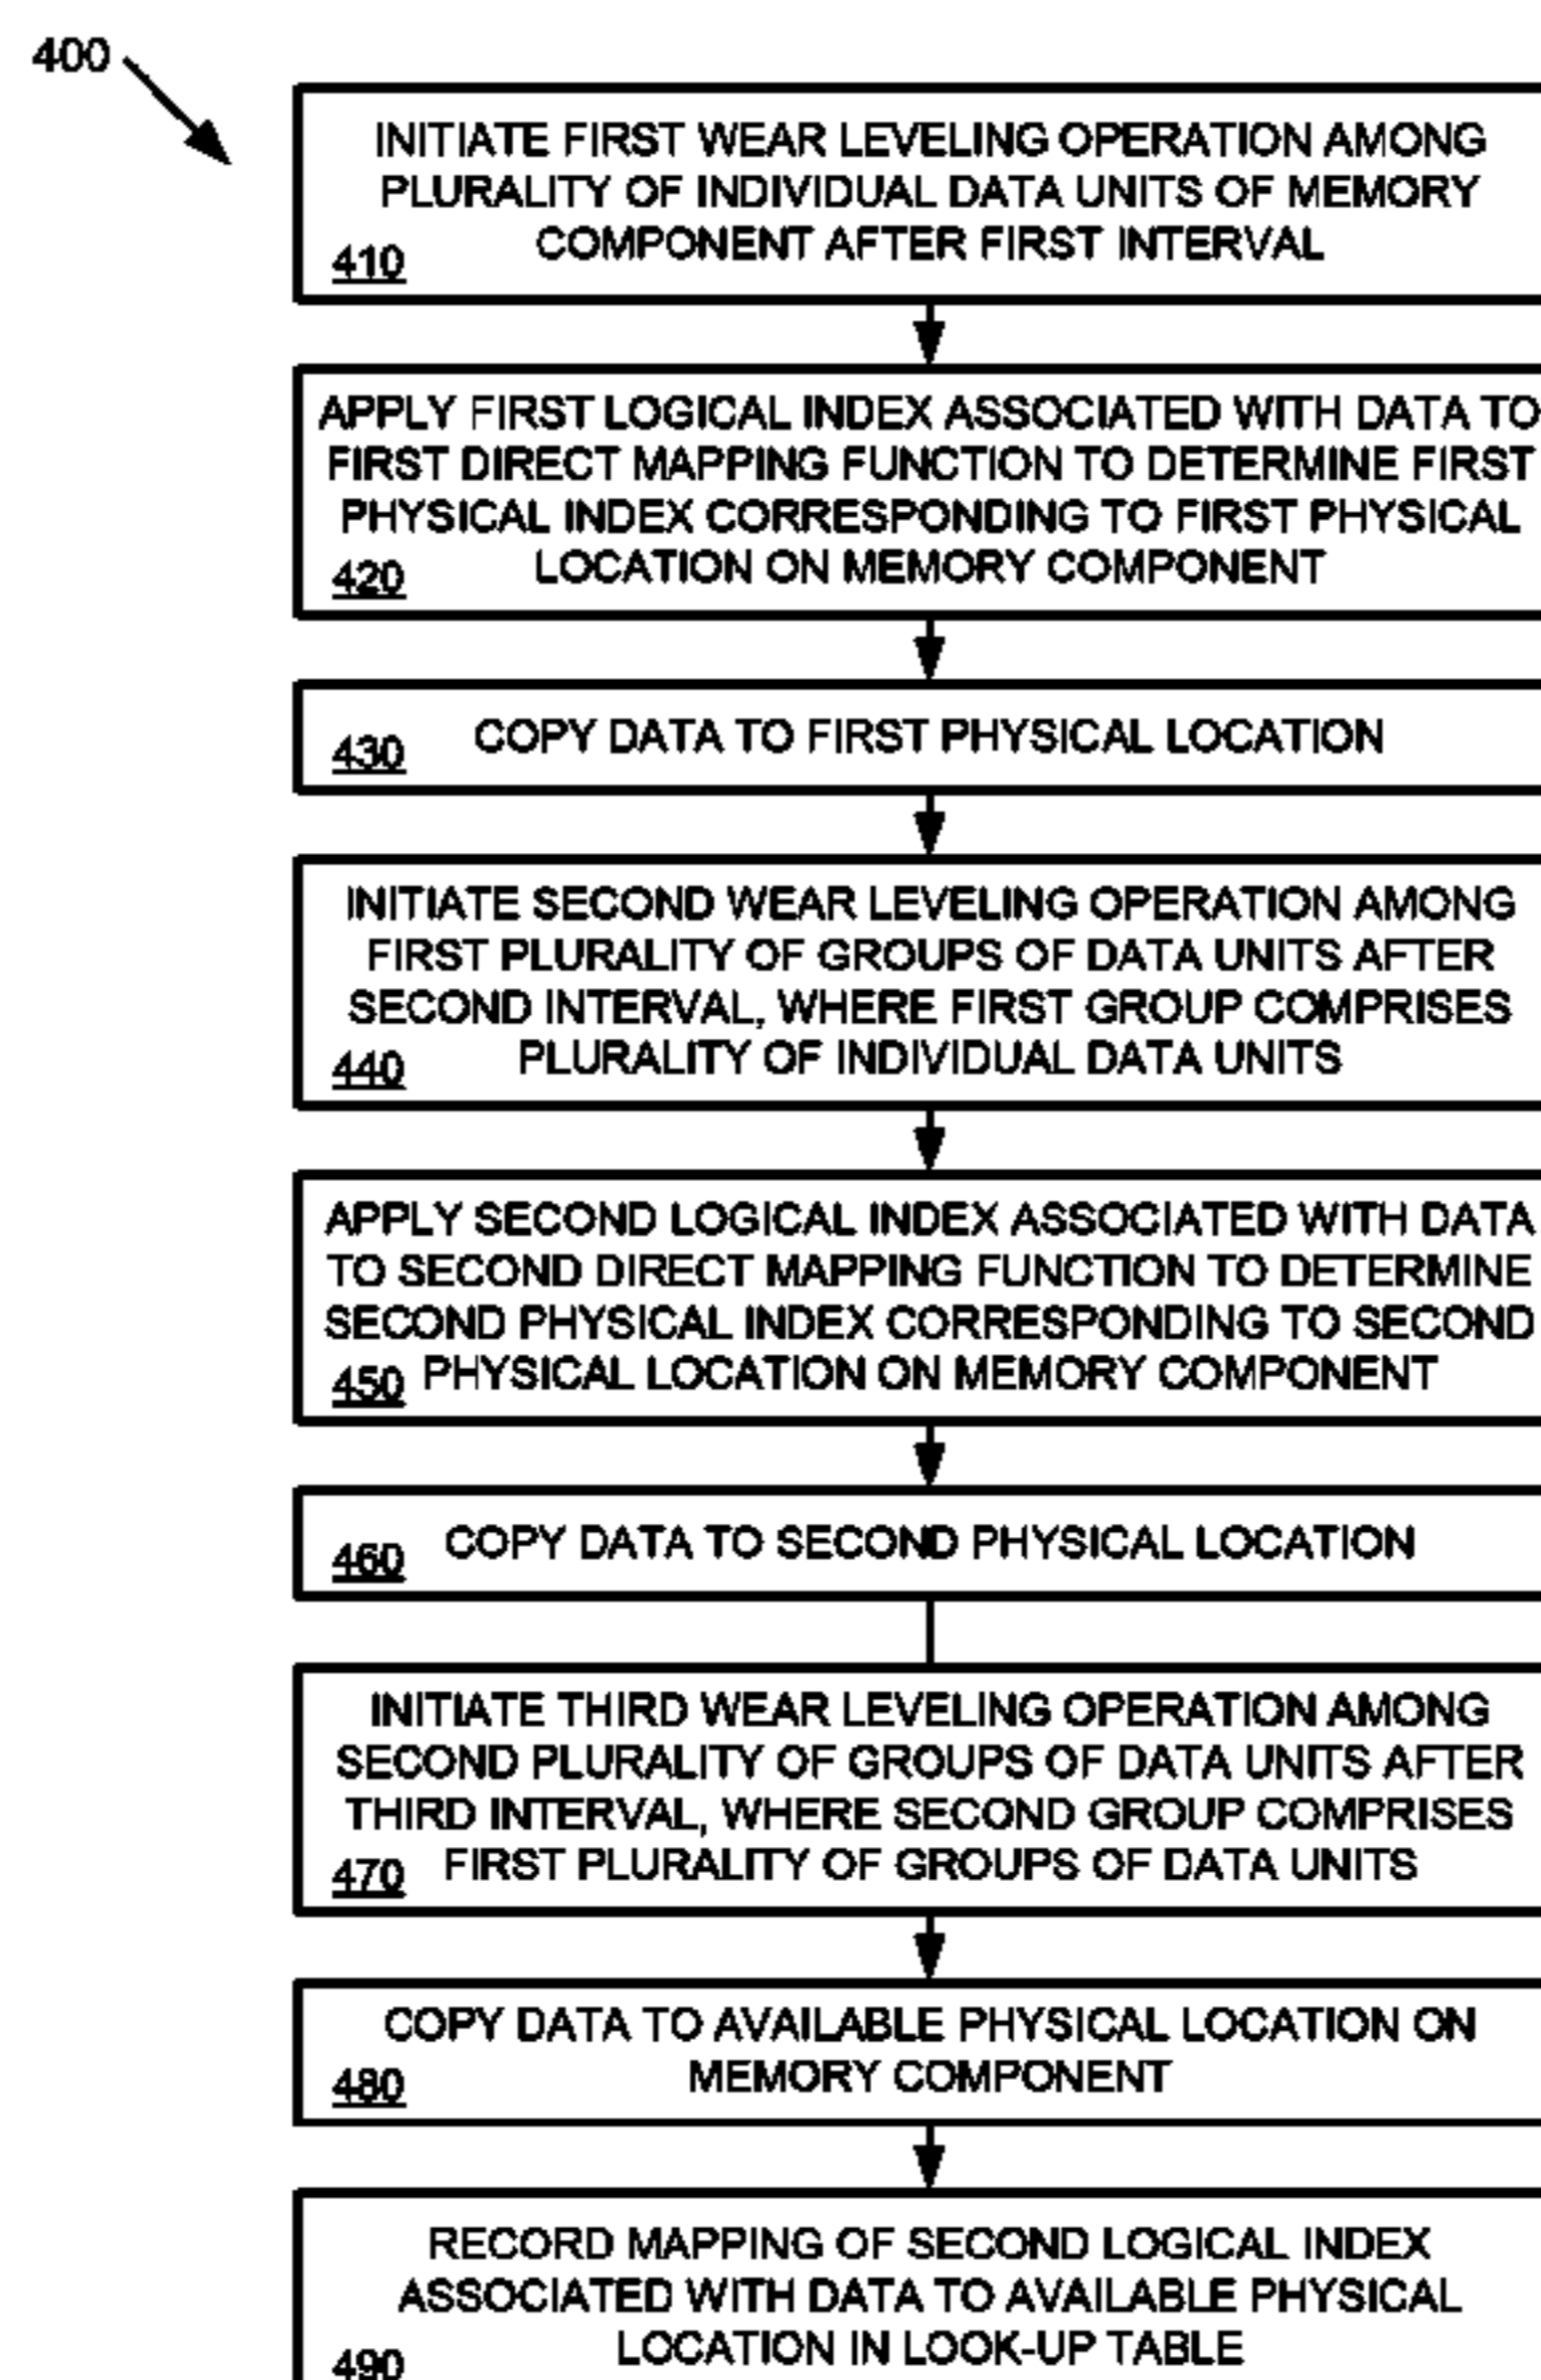 400
INITIATE FIRST WEAR LEVELING OPERATION AMONG
PLURALITY OF INDIVIDUAL DATA UNITS OF MEMORY
COMPONENT AFTER FIRST INTERVAL
410
APPLY FIRST LOGICAL INDEX ASSOCIATED WITH DATA TO
FIRST DIRECT MAPPING FUNCTION TO DETERMINE FIRST
PHYSICAL INDEX CORRESPONDING TO FIRST PHYSICAL
LOCATION ON MEMORY COMPONENT
420
COPY DATA TO FIRST PHYSICAL LOCATION
430
INITIATE SECOND WEAR LEVELING OPERATION AMONG
FIRST PLURALITY OF GROUPS OF DATA UNITS AFTER
SECOND INTERVAL, WHERE FIRST GROUP COMPRISES
PLURALITY OF INDIVIDUAL DATA UNITS
440
APPLY SECOND LOGICAL INDEX ASSOCIATED WITH DATA
TO SECOND DIRECT MAPPING FUNCTION TO DETERMINE
SECOND PHYSICAL INDEX CORRESPONDING TO SECOND
450 PHYSICAL LOCATION ON MEMORY COMPONENT
460 COPY DATA TO SECOND PHYSICAL LOCATION
INITIATE THIRD WEAR LEVELING OPERATION AMONG
SECOND PLURALITY OF GROUPS OF DATA UNITS AFTER
THIRD INTERVAL, WHERE SECOND GROUP COMPRISES
470 FIRST PLURALITY OF GROUPS OF DATA UNITS
COPY DATA TO AVAILABLE PHYSICAL LOCATION ON
MEMORY COMPONENT
480
RECORD MAPPING OF SECOND LOGICAL INDEX
ASSOCIATED WITH DATA TO AVAILABLE PHYSICAL
LOCATION IN LOOK-UP TABLE
490